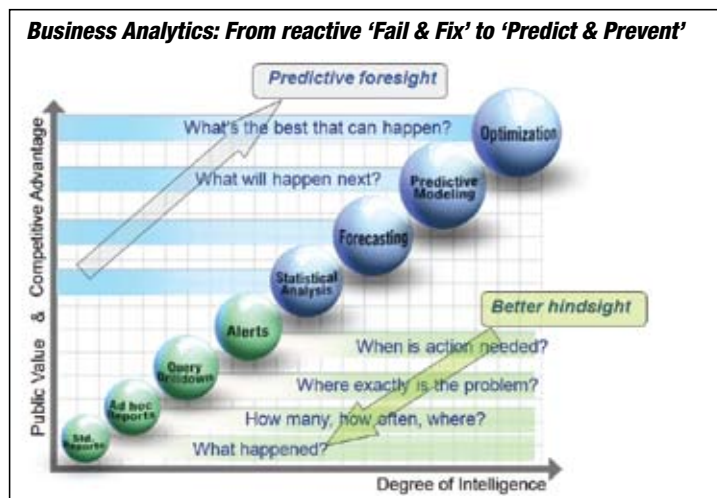 Business Analytics: From reactive ‘Fail & Fix’ to ‘Predict & Prevent’
Predictive foresight
What's the best that can happen?
Optimization
What will happen next?
Predictive
Modeling
Forecasting
Statistical
Analysis
Better hindsight
Alerts
When is action needed?
Query
Drilldown
Where exactly is the problem?
Ad hoc
Reports
How many, how often, where?
Std.
Reports
What happened?
Public Value & Competitive Advantage
Degree of Intelligence